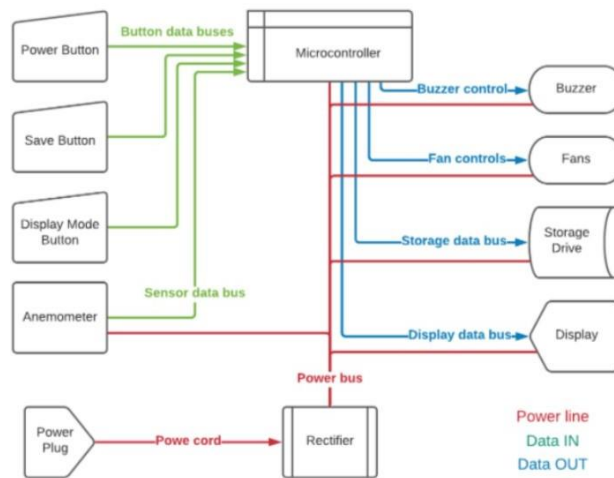 Power Button
Button data buses
Microcontroller
Buzzer control
Buzzer
Save Button
Fan controls
Fans
Display Mode
Button
Storage data bus
Storage
Drive
Sensor data bus
Anemometer
Display data bus
Display
Power bus
Power
Plug
Powe cord
Rectifier
Power line
Data IN
Data OUT